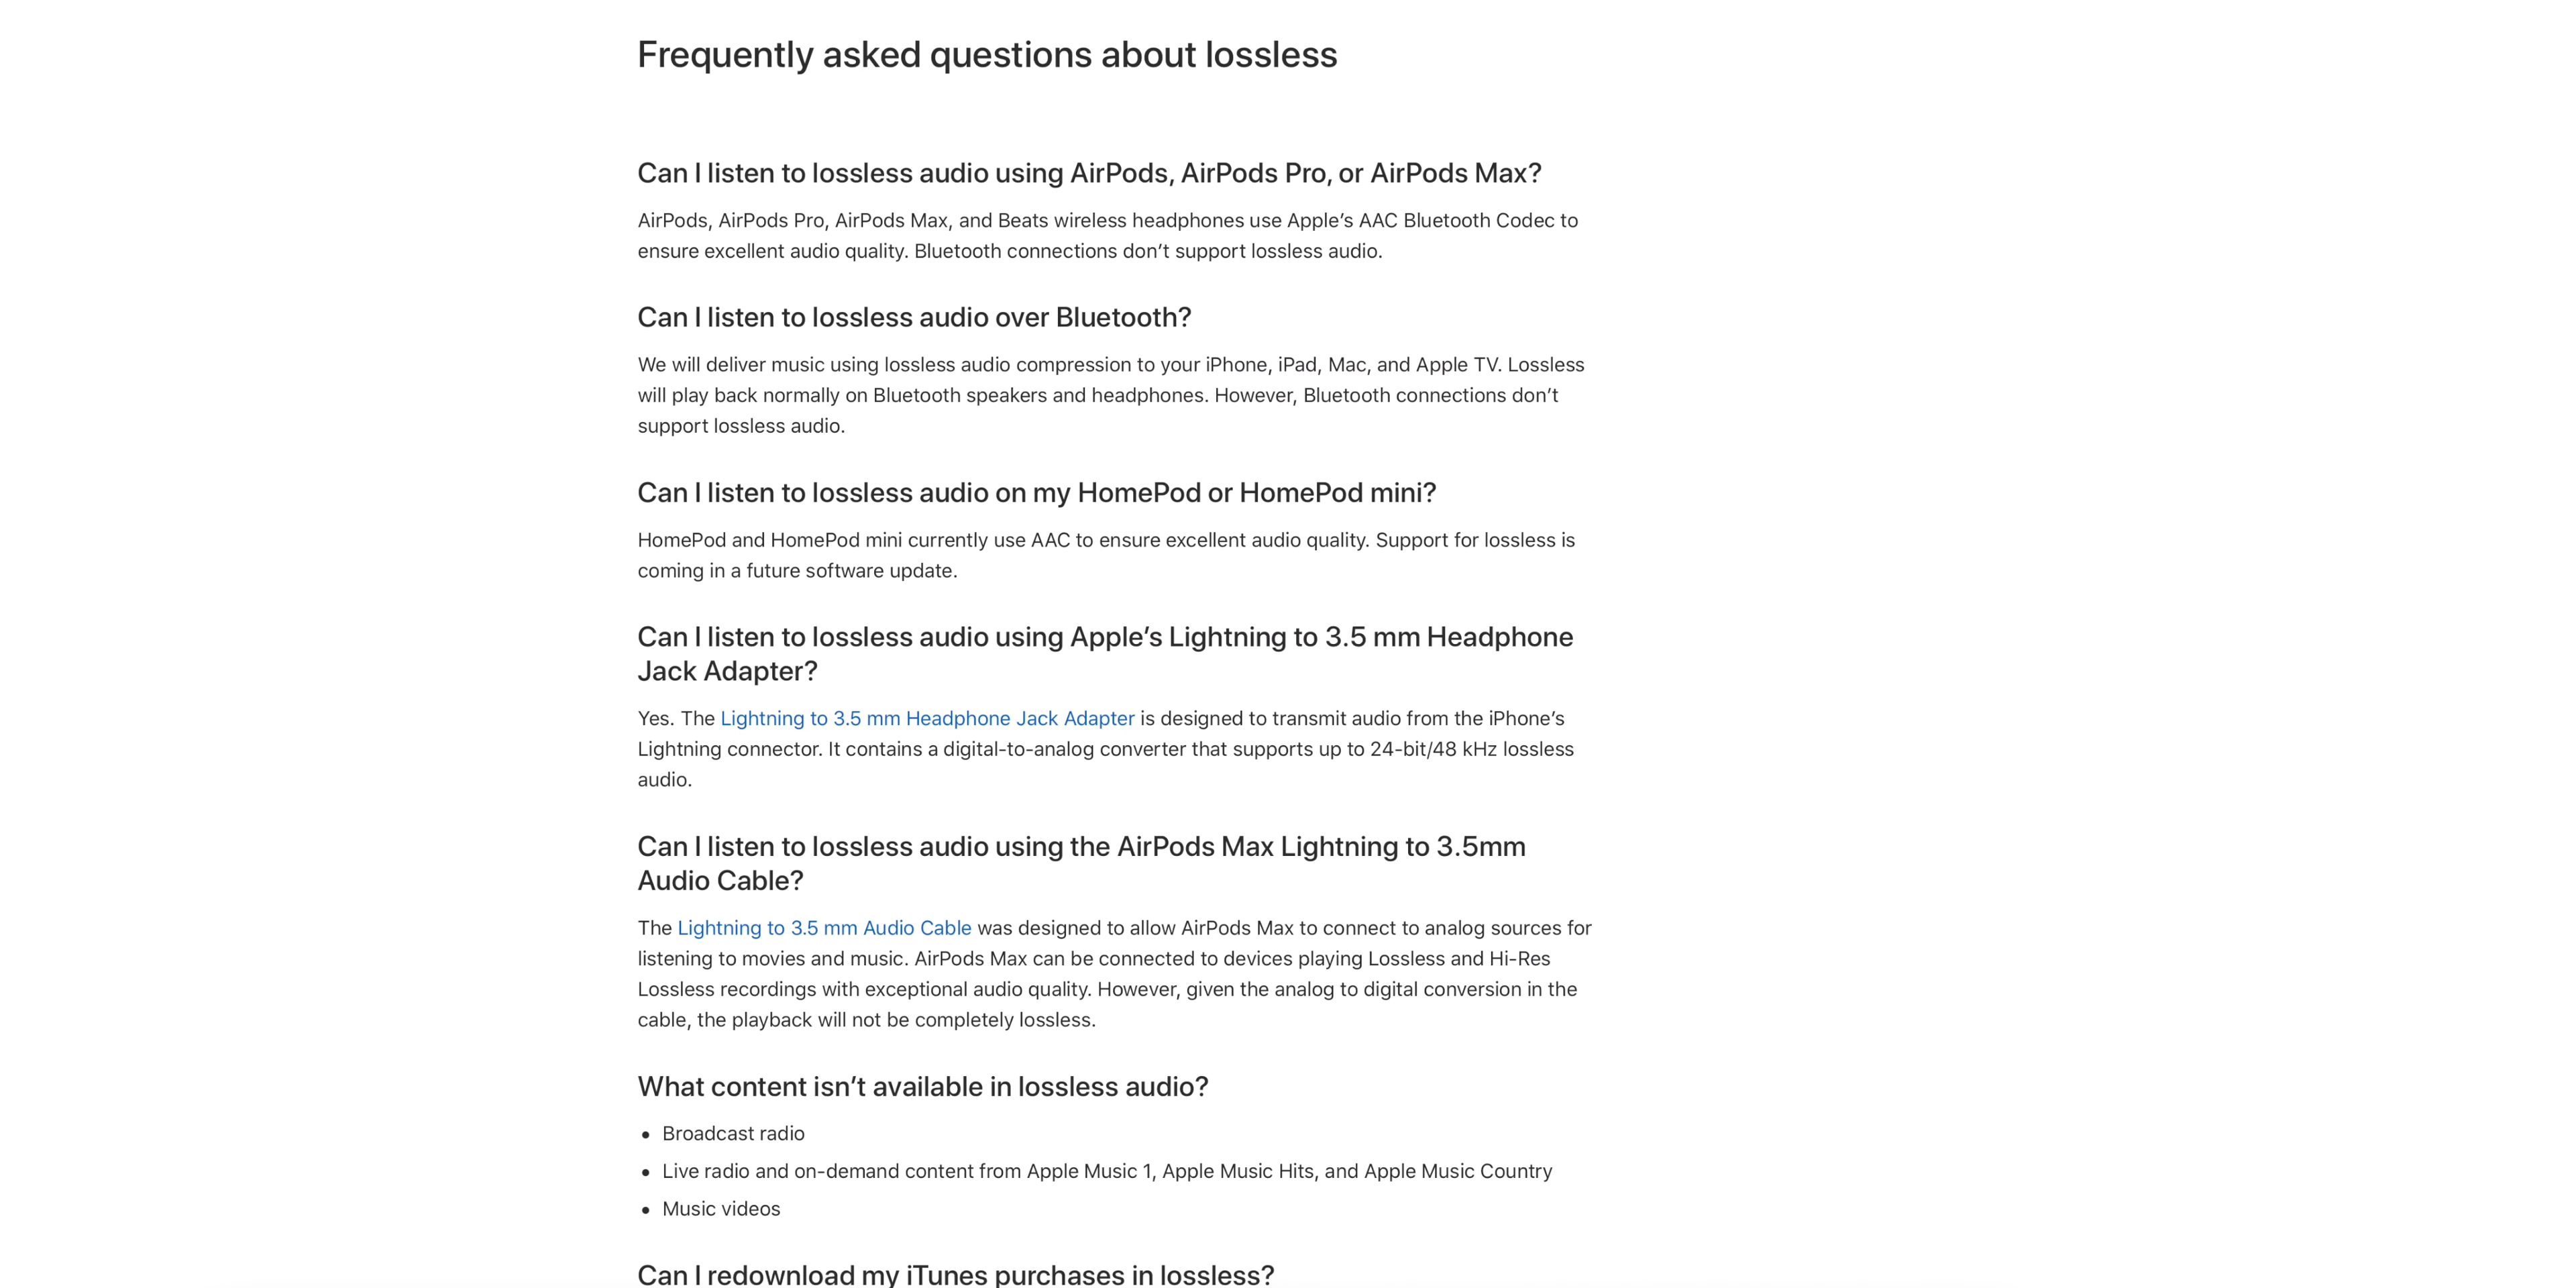 Frequently asked questions about lossless
Can I listen to lossless audio using AirPods, AirPods Pro, or AirPods Max?
AirPods, AirPods Pro, AirPods Max, and Beats wireless headphones use Apple’s AAC Bluetooth Codec to
ensure excellent audio quality. Bluetooth connections don’t support lossless audio.
Can I listen to lossless audio over Bluetooth?
We will deliver music using lossless audio compression to your iPhone, iPad, Mac, and Apple TV. Lossless
will play back normally on Bluetooth speakers and headphones. However, Bluetooth connections don’t
support lossless audio.
Can I listen to lossless audio on my HomePod or HomePod mini?
HomePod and HomePod mini currently use AAC to ensure excellent audio quality. Support for lossless is
coming in a future software update.
Can I listen to lossless audio using Apple’s Lightning to 3.5 mm Headphone
Jack Adapter?
Yes. The Lightning to 3.5 mm Headphone Jack Adapter is designed to transmit audio from the iPhone’s
Lightning connector. It contains a digital-to-analog converter that supports up to 24-bit/48 kHz lossless
audio.
Can I listen to lossless audio using the AirPods Max Lightning to 3.5mm
Audio Cable?
The Lightning to 3.5 mm Audio Cable was designed to allow AirPods Max to connect to analog sources for
listening to movies and music. AirPods Max can be connected to devices playing Lossless and Hi-Res
Lossless recordings with exceptional audio quality. However, given the analog to digital conversion in the
cable, the playback will not be completely lossless.
What content isn’t available in lossless audio?
• Broadcast radio
• Live radio and on-demand content from Apple Music 1, Apple Music Hits, and Apple Music Country
• Music videos
Can I redownload my iTunes purchases in lossless?